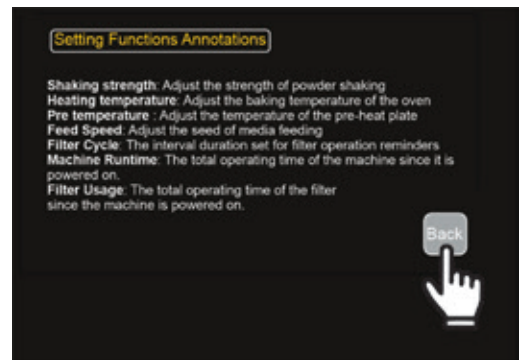 Setting Functions Annotations
Shaking strength: Adjust the strength of powder shaking
Heating temperature: Adjust the baking temperature of the oven
Pre temperature : Adjust the temperature of the pre-heat plate
Feed Speed: Adjust the seed of media feeding
Filter Cycle: The interval duration set for filter operation reminders
Machine Runtime: The total operating time of the machine since it is
powered on.
Filter Usage: The total operating time of the filter
since the machine is powered on.
Back